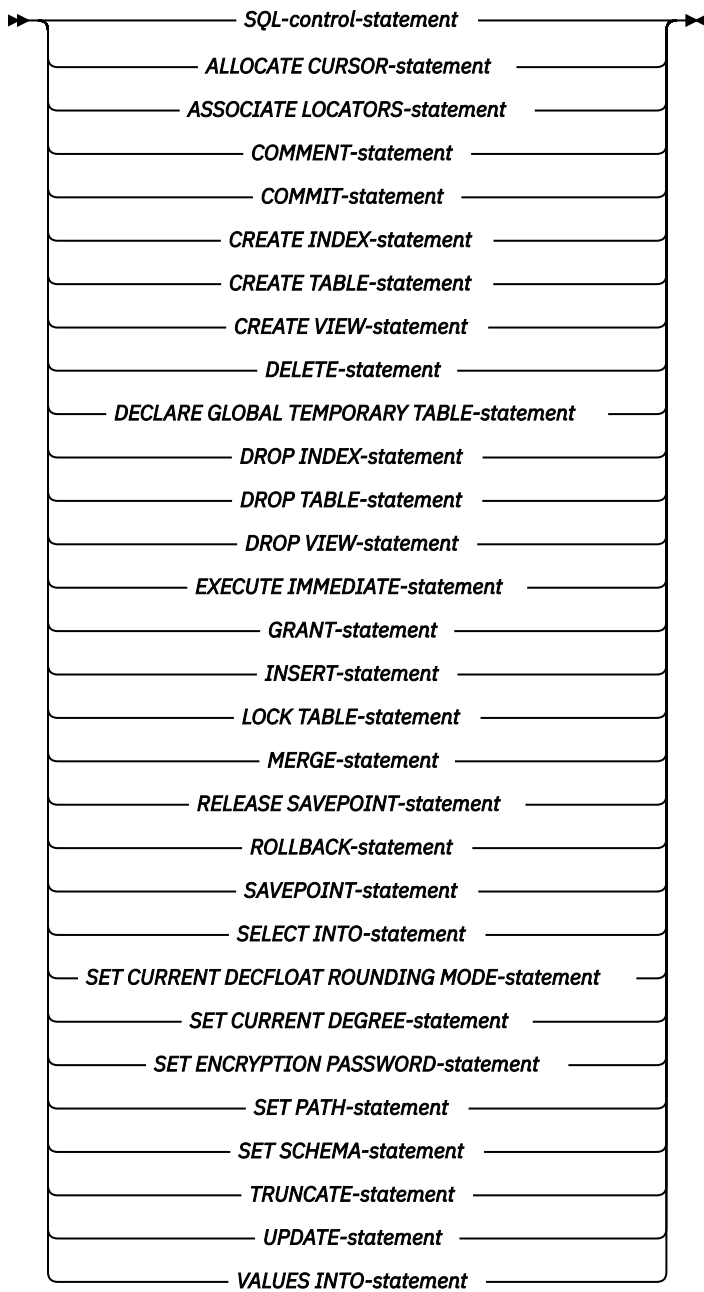 SQL-control-statement
ALLOCATE CURSOR-statement
ASSOCIATE LOCATORS-statement
COMMENT-statement
COMMIT-statement
CREATE INDEX-statement
CREATE TABLE-statement
CREATE VIEW-statement
DELETE-statement
DECLARE GLOBAL TEMPORARY TABLE-statement
DROP INDEX-statement
DROP TABLE-statement
DROP VIEW-statement
EXECUTE IMMEDIATE-statement
GRANT-statement
INSERT-statement
LOCK TABLE-statement
MERGE-statement
RELEASE SAVEPOINT-statement
ROLLBACK-statement
SAVEPOINT-statement
SELECT INTO-statement
SET CURRENT DECFLOAT ROUNDING MODE-statement
SET CURRENT DEGREE-statement
SET ENCRYPTION PASSWORD-statement
SET PATH-statement
SET SCHEMA-statement
TRUNCATE-statement
UPDATE-statement
VALUES INTO-statement